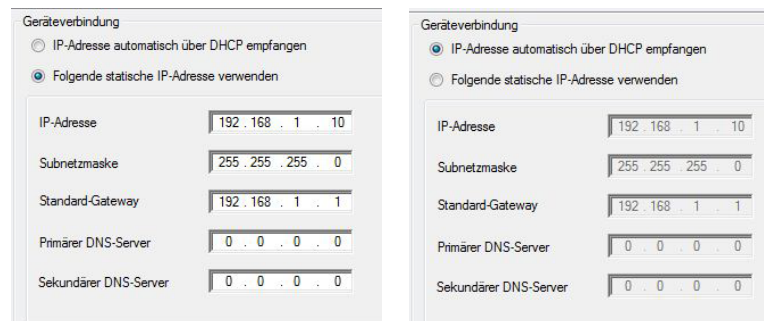 Geräteverbindung
IP-Adresse automatisch über DHCP empfangen
Folgende statische IP-Adresse verwenden
IP-Adresse 192 . 168 . 1 . 10
Subnetzmaske 255 . 255 . 255 . 0
Standard-Gateway 192 . 168 . 1 . 1
Primärer DNS-Server 0 . 0 . 0 . 0
Sekundärer DNS-Server 0 . 0 . 0 . 0
Geräteverbindung
IP-Adresse automatisch über DHCP empfangen
Folgende statische IP-Adresse verwenden
IP-Adresse 192 . 168 . 1 . 10
Subnetzmaske 255 . 255 . 255 . 0
Standard-Gateway 192 . 168 . 1 . 1
Primärer DNS-Server 0 . 0 . 0 . 0
Sekundärer DNS-Server 0 . 0 . 0 . 0